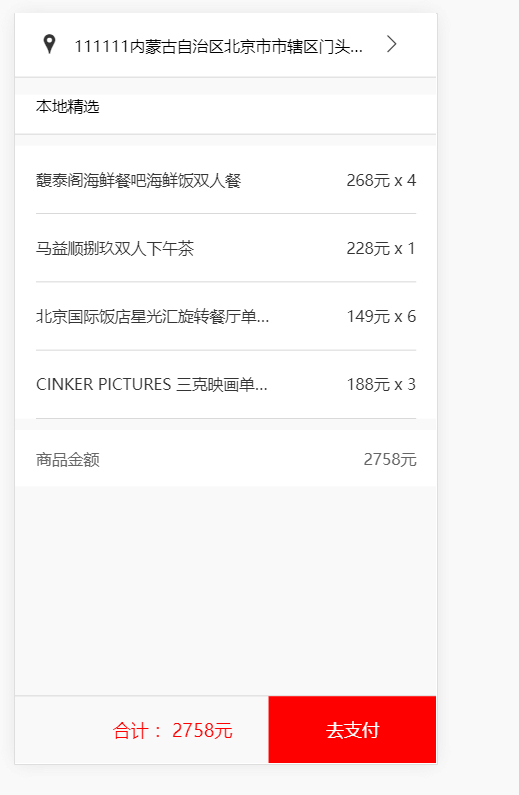 111111内蒙古自治区北京市市辖区门头...
本地精选
馥泰阁海鲜餐吧海鲜饭双人餐 268元 x 4
马益顺捌玖双人下午茶 228元 x 1
北京国际饭店星光汇旋转餐厅单... 149元 x 6
CINKER PICTURES 三克映画单... 188元 x 3
商品金额 2758元
合计： 2758元 去支付